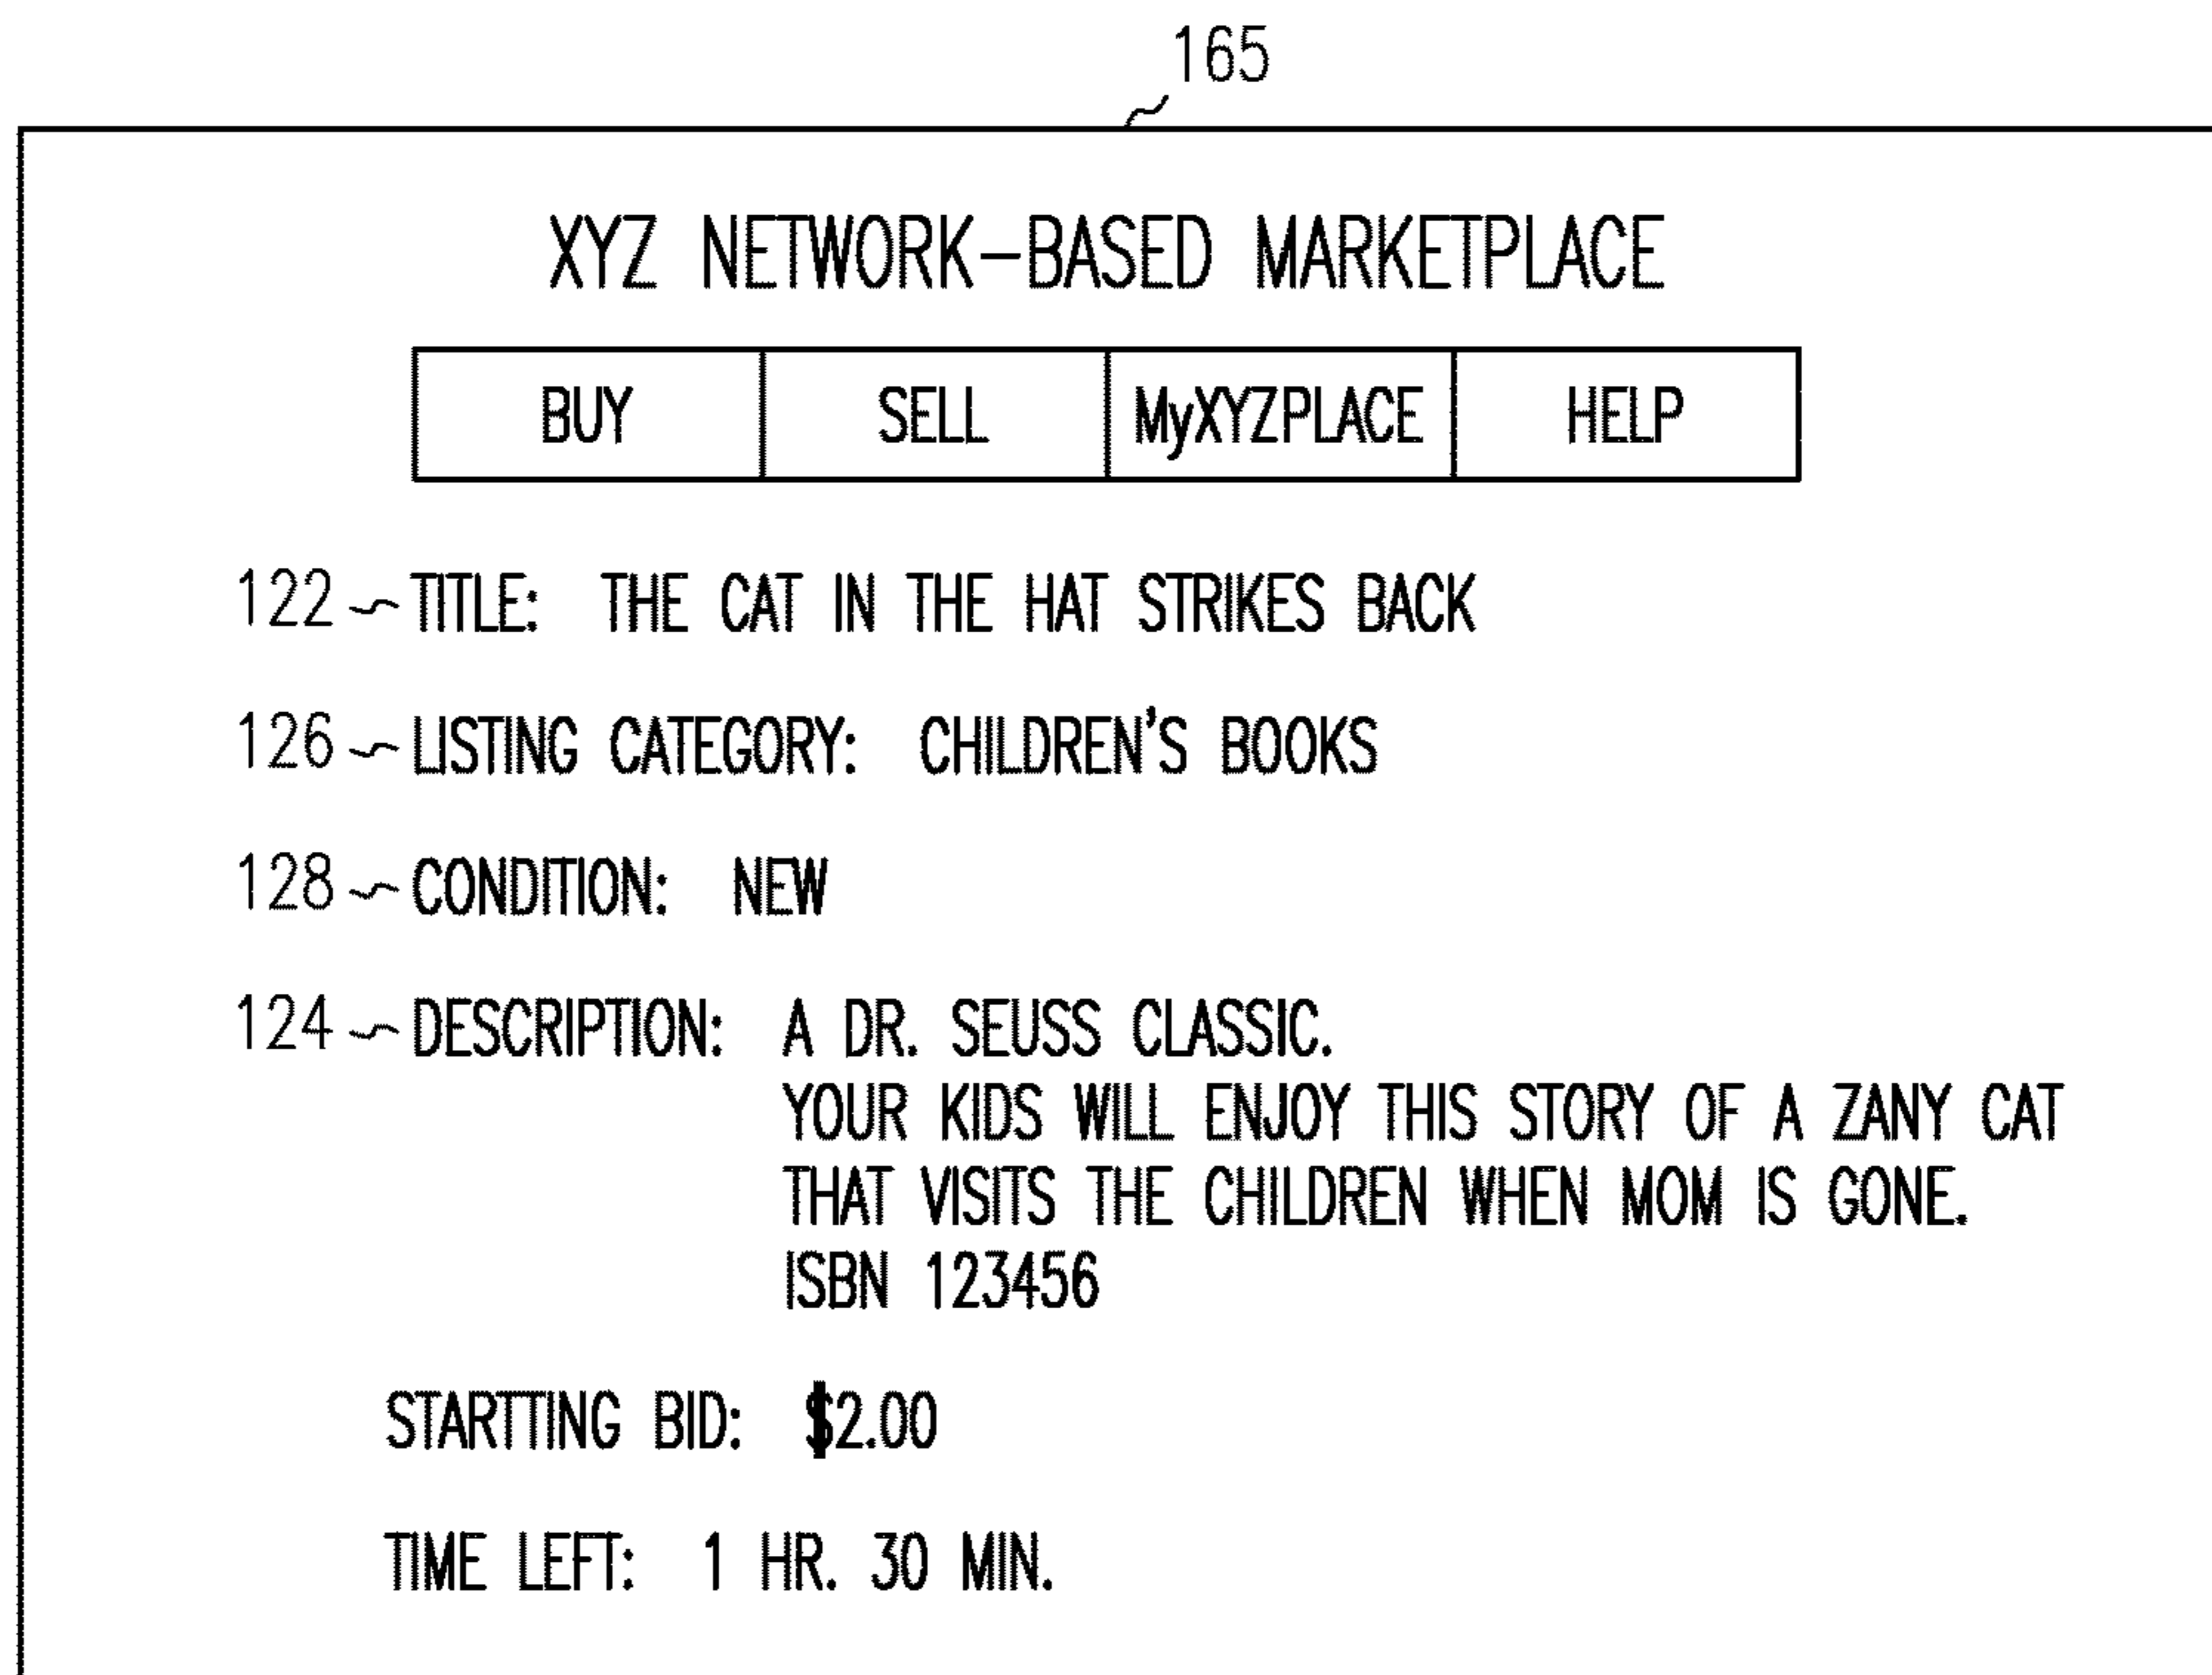 165
XYZ NETWORK-BASED MARKETPLACE
BUY SELL MyXYZPLACE HELP
122 TITLE: THE CAT IN THE HAT STRIKES BACK
126 LISTING CATEGORY: CHILDREN'S BOOKS
128 CONDITION: NEW
124 DESCRIPTION: A DR. SEUSS CLASSIC.
YOUR KIDS WILL ENJOY THIS STORY OF A ZANY CAT
THAT VISITS THE CHILDREN WHEN MOM IS GONE.
ISBN 123456
STARTTING BID: $2.00
TIME LEFT: 1 HR. 30 MIN.